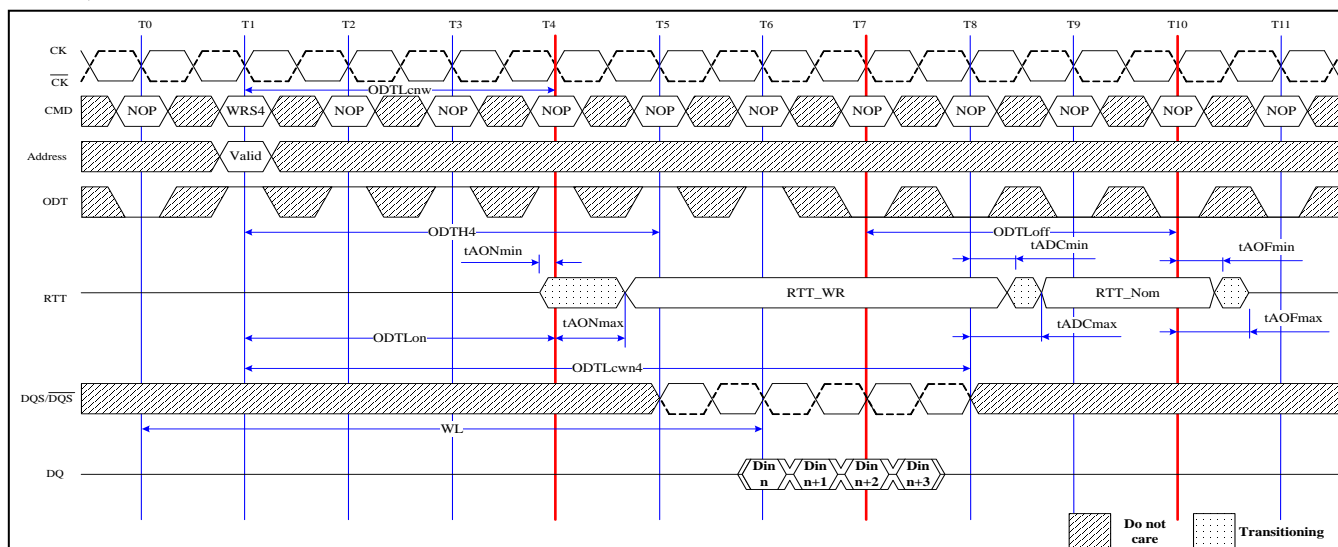 T0 T1 T2 T3 T4 T5 T6 T7 T8 T9 T10 T11
CK
CK
ODTLcnw
CMD NOP WRS4 NOP NOP NOP NOP NOP NOP NOP NOP NOP NOP
Address Valid
ODT
ODTH4 ODTLoff
tAONmin tADCmin tAOFmin
RTT RTT_WR RTT_Nom
tAONmax tADCmax tAOFmax
ODTLon
ODTLcwn4
DQS/DQS
WL
DQ Din n Din n+1 Din n+2 Din n+3
Do not care Transitioning